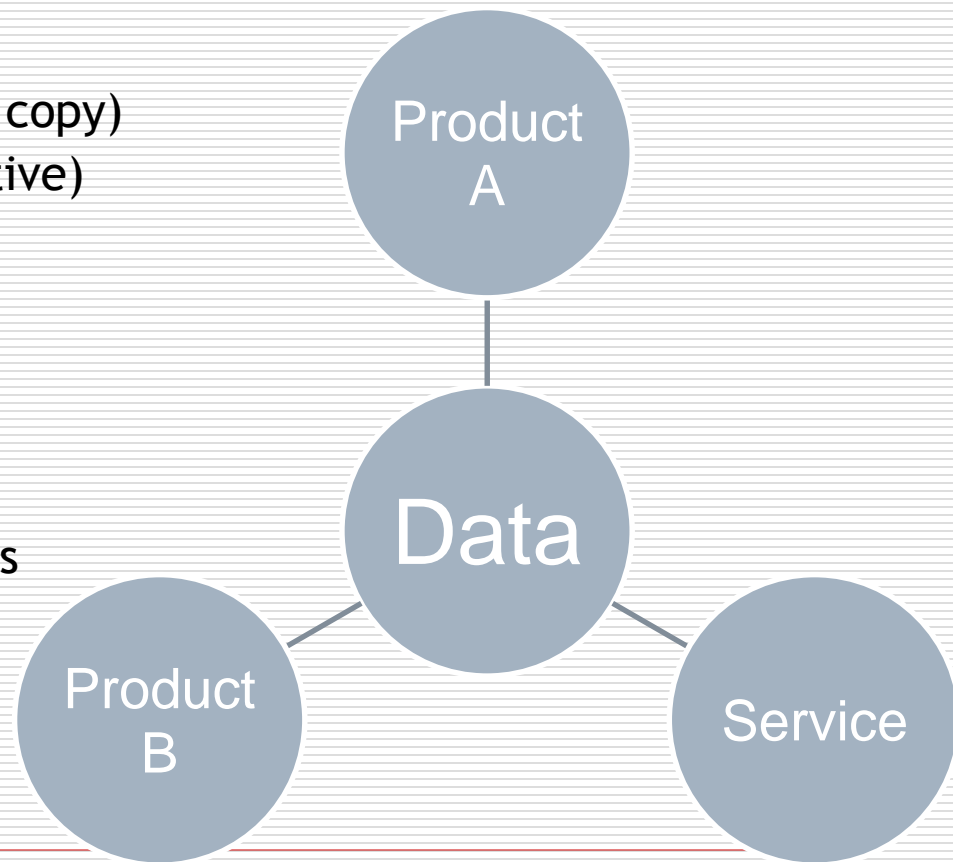 copy)
tive)
s
Product
A
Data
Product
B
Service